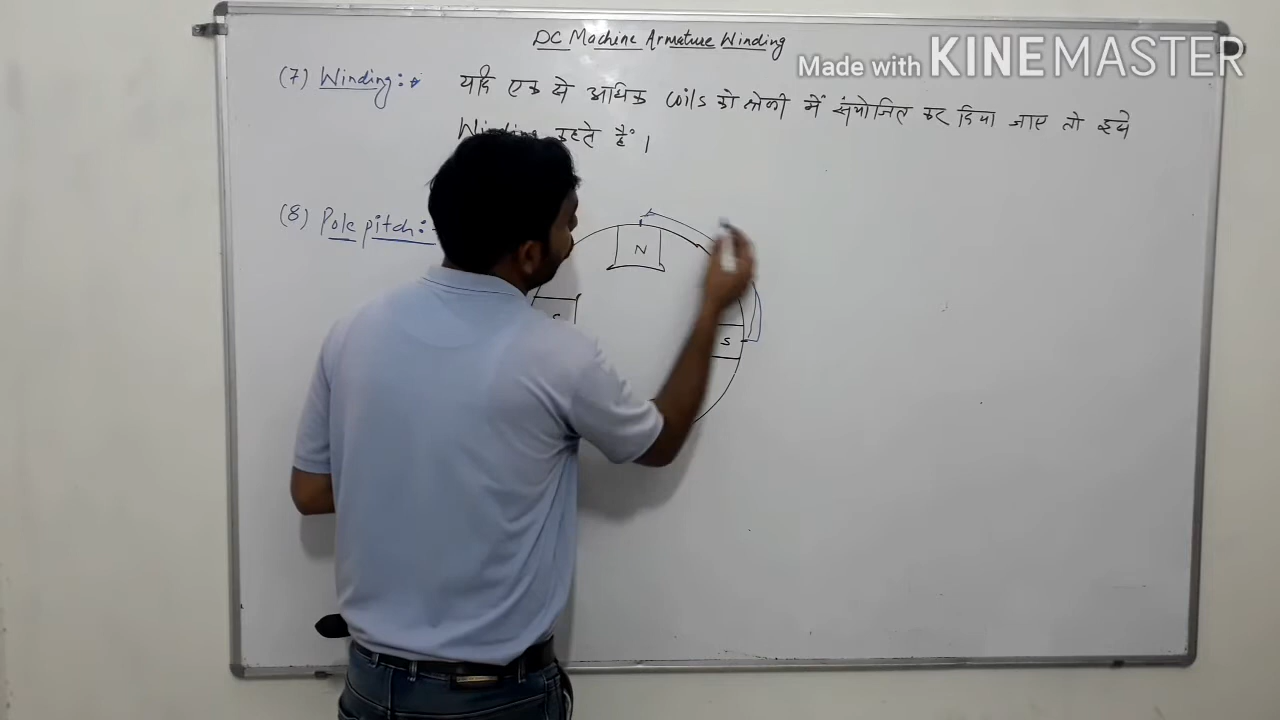 DC Machine Armature Winding
Made with KINEMASTER
(7) Winding:- यदि एक से अधिक coils को श्रेणी में संयोजित कर दिया जाए तो इसे
Winding कहते हैं।
(8) Pole pitch:-
N
S
S